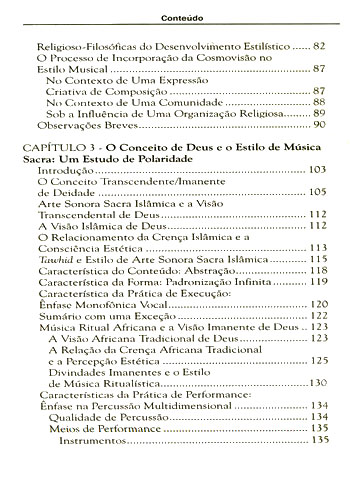 Conteúdo
Religioso-Filosóficas do Desenvolvimento Estilístico ...... 82
O Processo de Incorporação da Cosmovisão no
Estilo Musical .................................................. 87
No Contexto de Uma Expressão
Criativa de Composição ................................. 87
No Contexto de Uma Comunidade .................. 88
Sob a Influência de Uma Organização Religiosa....... 89
Observações Breves........................................... 90
CAPÍTULO 3 - O Conceito de Deus e o Estilo de Música
Sacra: Um Estudo de Polaridade
Introdução ..................................................... 103
O Conceito Transcendente/Imanente
de Deidade .................................................... 105
Arte Sonora Sacra Islâmica e a Visão
Transcendental de Deus................................... 112
A Visão Islâmica de Deus................................. 112
O Relacionamento da Crença Islâmica e a
Consciência Estética ....................................... 113
Tawhid e Estilo de Arte Sonora Sacra Islâmica ........... 115
Característica do Conteúdo: Abstração.................. 118
Característica da Forma: Padronização Infinita........ 119
Característica da Prática de Execução:
Ênfase Monofônica Vocal................................. 120
Sumário com uma Exceção ............................... 122
Música Ritual Africana e a Visão Imanente de Deus .. 123
A Visão Africana Tradicional de Deus................ 123
A Relação da Crença Africana Tradicional
e a Percepção Estética .................................. 125
Divindades Imanentes e o Estilo
de Música Ritualística................................... 130
Características da Prática de Performance:
Ênfase na Percussão Multidimensional ................. 134
Qualidade de Percussão................................. 134
Meios de Performance .................................. 135
Instrumentos............................................. 135